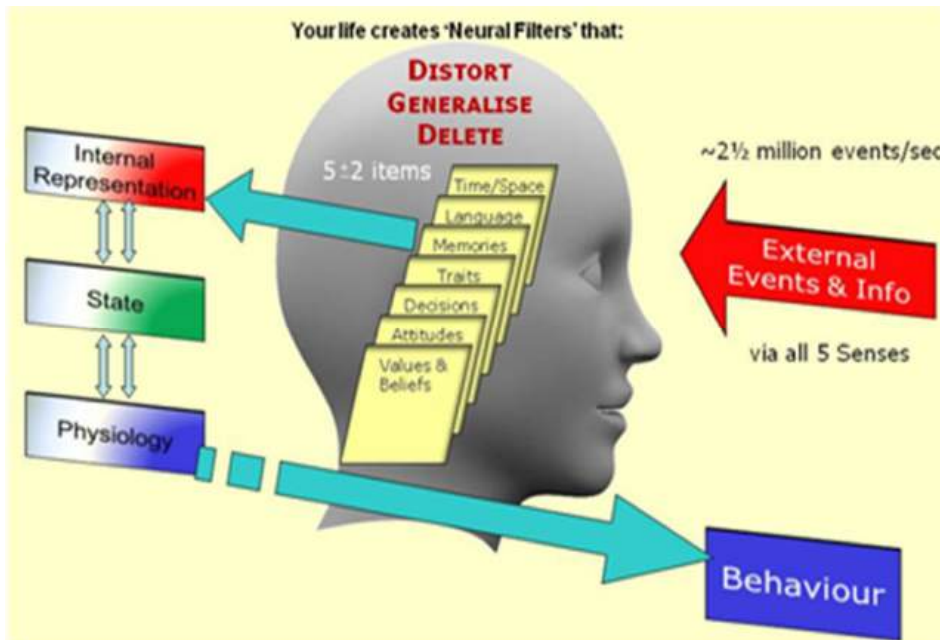 Your life creates 'Neural Filters' that:
DISTORT
GENERALISE
DELETE
5±2 items
Time/Space
Language
Memories
Traits
Decisions
Attitudes
Values &
Beliefs
Internal
Representation
State
Physiology
~2½ million events/sec
External
Events & Info
via all 5 Senses
Behaviour